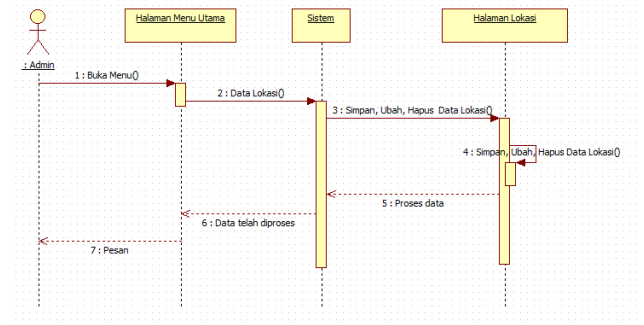 Halaman Menu Utama
Sistem
Halaman Lokasi
: Admin
1 : Buka Menu()
2 : Data Lokasi()
3 : Simpan, Ubah, Hapus Data Lokasi()
4 : Simpan, Ubah, Hapus Data Lokasi()
5 : Proses data
6 : Data telah diproses
7 : Pesan